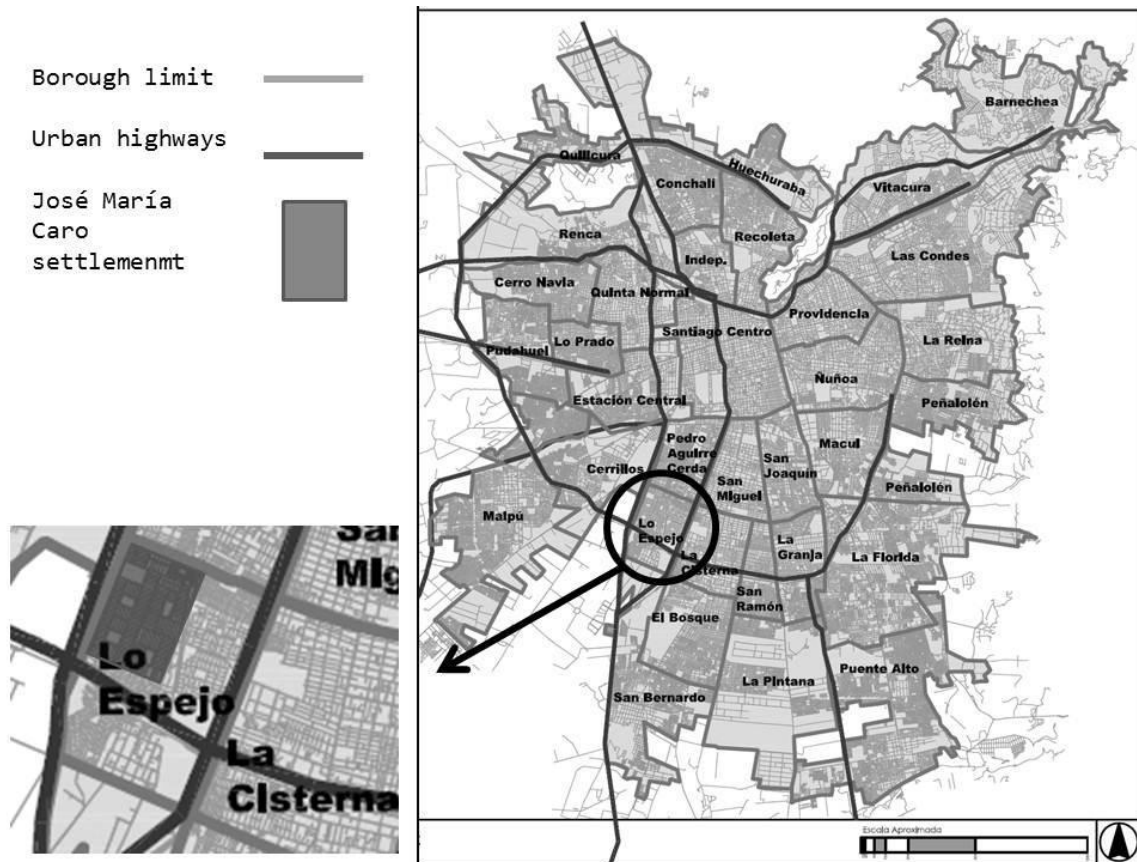 Borough limit
Urban highways
José María
Caro
settlemenmt
Barnechea
Quilicura
Huechuraba
Conchalí
Vitacura
Renca
Recoleta
Indep.
Las Condes
Cerro Navia
Quinta Normal
Providencia
Santiago Centro
La Reina
Lo Prado
Pudahuel
Ñuñoa
Estación Central
Peñalolén
Pedro
Aguirre
Cerda
Macul
San
Joaquín
Cerrillos
San
Miguel
Peñalolén
Maipú
Lo
Espejo
La
Granja
La Florida
La
Cisterna
San
Ramón
El Bosque
Puente Alto
La Pintana
San Bernardo
Escala Aproximada
San
Mig
Lo
Espejo
La
Cisterna